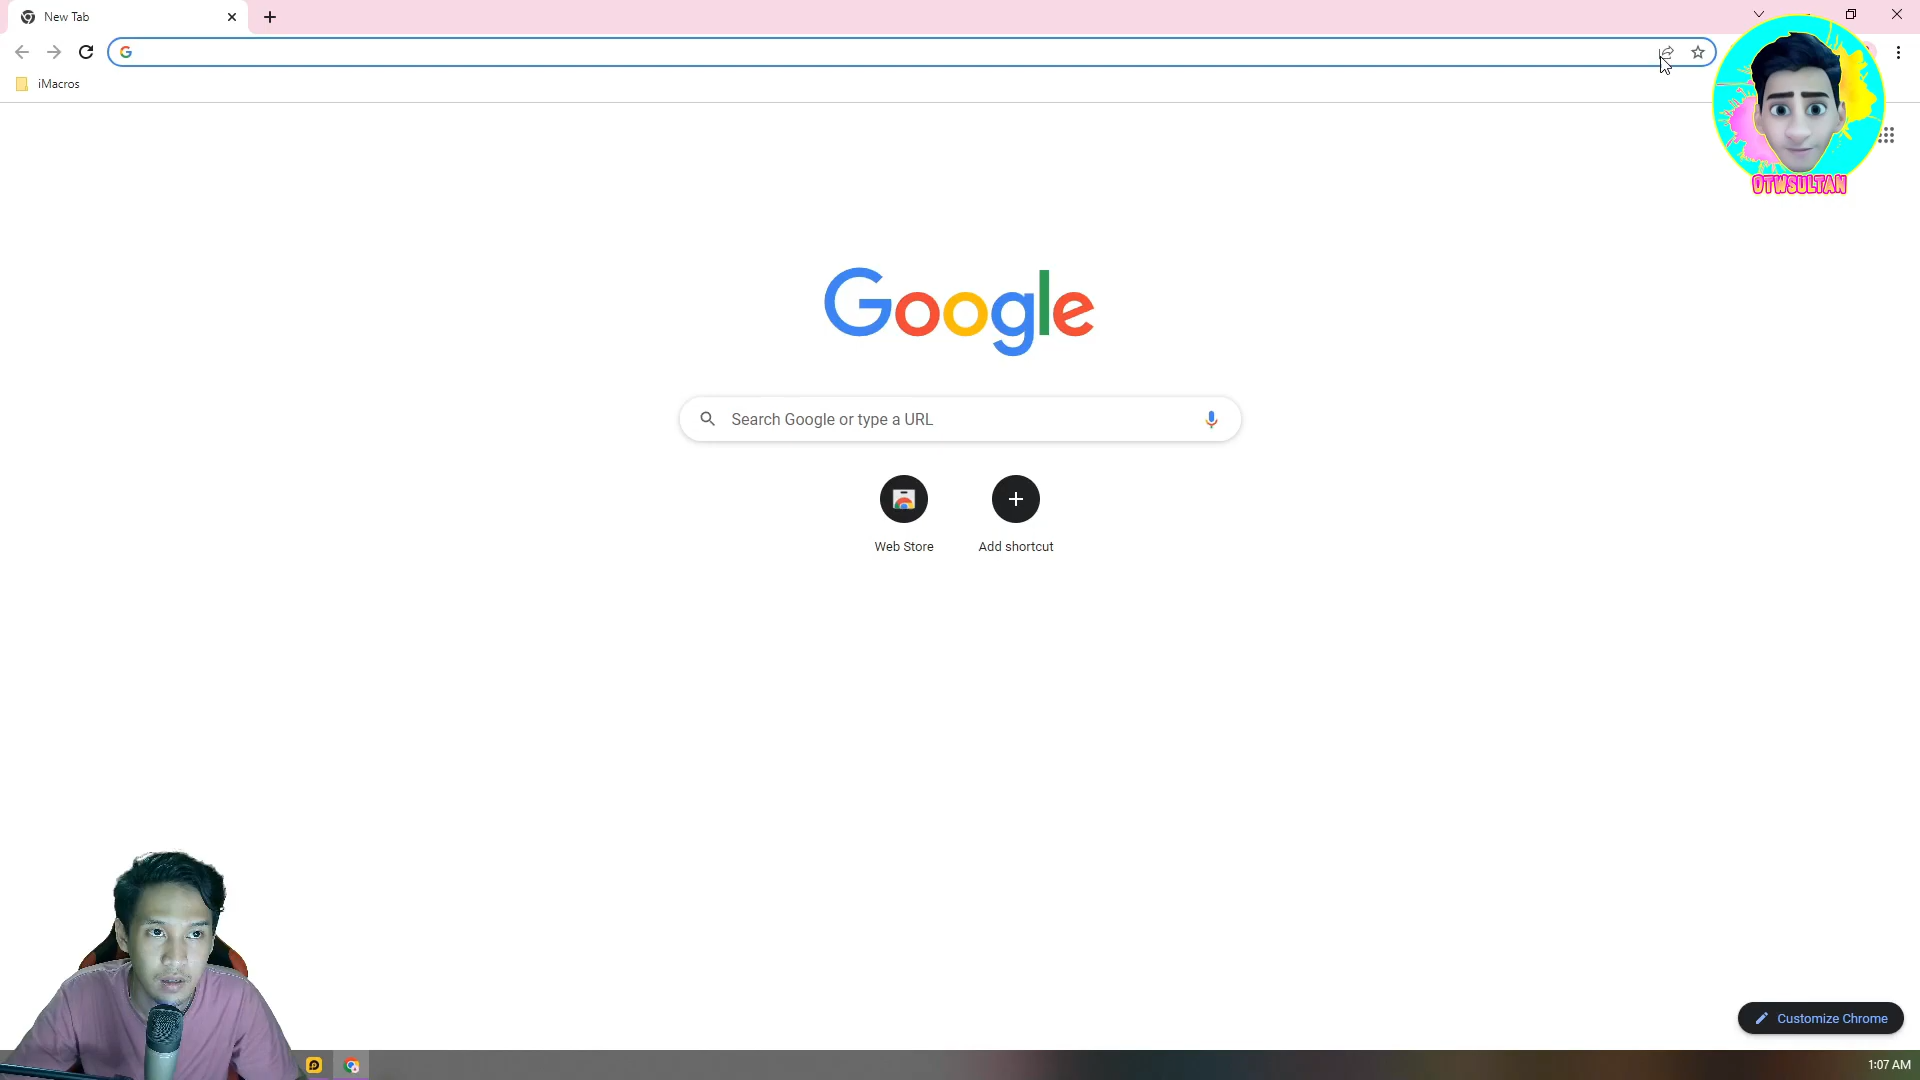 New Tab
iMacros
OTWSULTAN
Google
Search Google or type a URL
Web Store
Add shortcut
Customize Chrome
1:07 AM